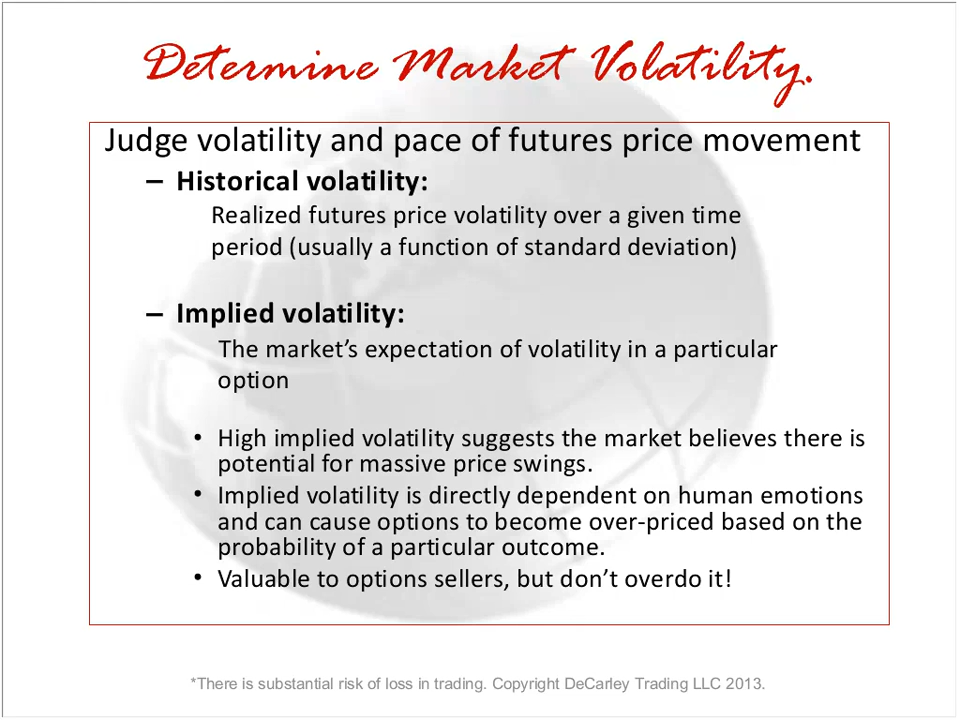 Determine Market Volatility.
Judge volatility and pace of futures price movement
– Historical volatility:
Realized futures price volatility over a given time
period (usually a function of standard deviation)
– Implied volatility:
The market’s expectation of volatility in a particular
option
• High implied volatility suggests the market believes there is
potential for massive price swings.
• Implied volatility is directly dependent on human emotions
and can cause options to become over-priced based on the
probability of a particular outcome.
• Valuable to options sellers, but don’t overdo it!
*There is substantial risk of loss in trading. Copyright DeCarley Trading LLC 2013.